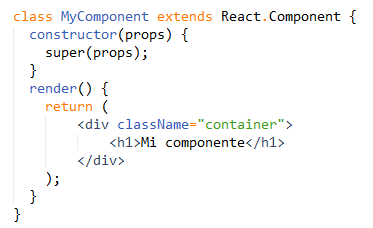 class MyComponent extends React.Component {
  constructor(props) {
    super(props);
  }
  render() {
    return (
        <div className="container">
            <h1>Mi componente</h1>
        </div>
    );
  }
}